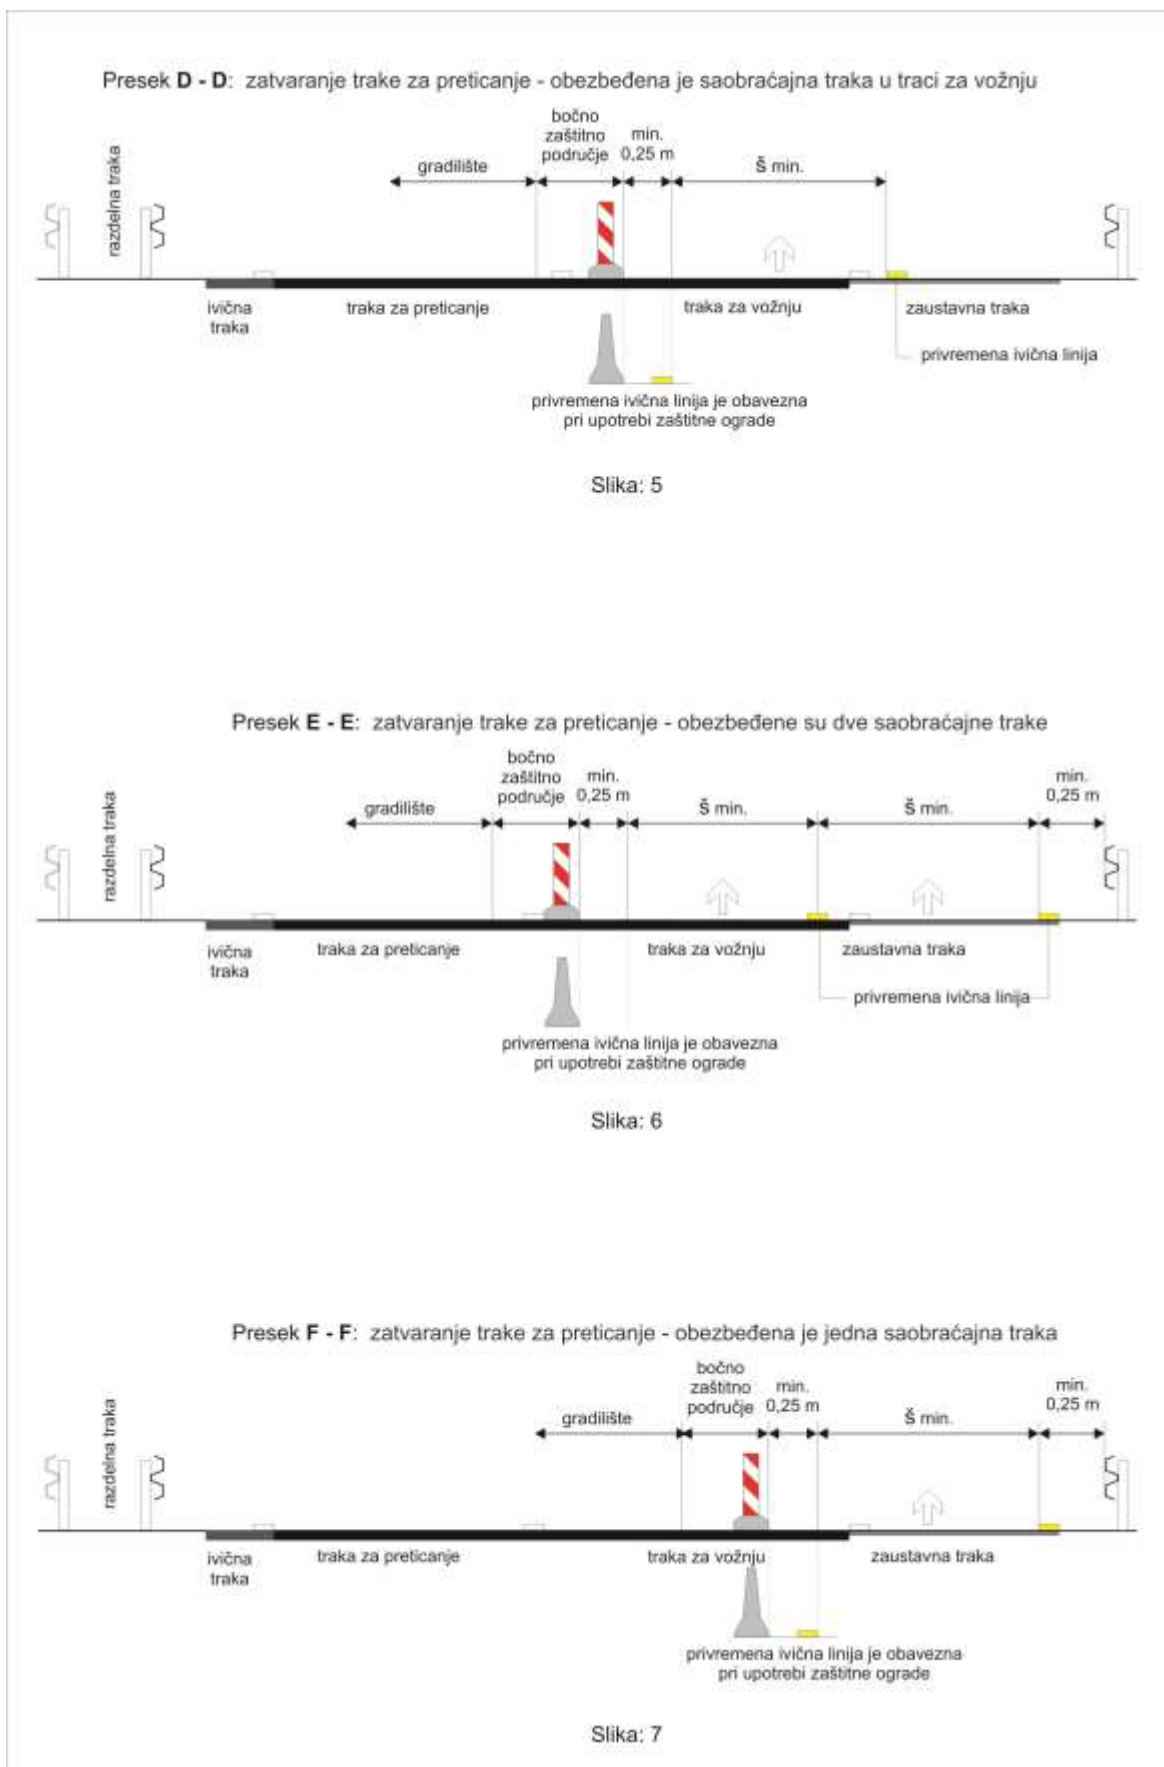 Presek D - D: zatvaranje trake za preticanje - obezbeđena je saobraćajna traka u traci za vožnju
razdelna traka
gradilište
bočno
zaštitno
područje
min.
0,25 m
Š min.
ivična
traka
traka za preticanje
traka za vožnju
zaustavna traka
privremena ivična linija
privremena ivična linija je obavezna
pri upotrebi zaštitne ograde
Slika: 5
Presek E - E: zatvaranje trake za preticanje - obezbeđene su dve saobraćajne trake
razdelna traka
gradilište
bočno
zaštitno
područje
min.
0,25 m
Š min.
Š min.
min.
0,25 m
ivična
traka
traka za preticanje
traka za vožnju
zaustavna traka
privremena ivična linija
privremena ivična linija je obavezna
pri upotrebi zaštitne ograde
Slika: 6
Presek F - F: zatvaranje trake za preticanje - obezbeđena je jedna saobraćajna traka
razdelna traka
gradilište
bočno
zaštitno
područje
min.
0,25 m
Š min.
min.
0,25 m
ivična
traka
traka za preticanje
traka za vožnju
zaustavna traka
privremena ivična linija je obavezna
pri upotrebi zaštitne ograde
Slika: 7